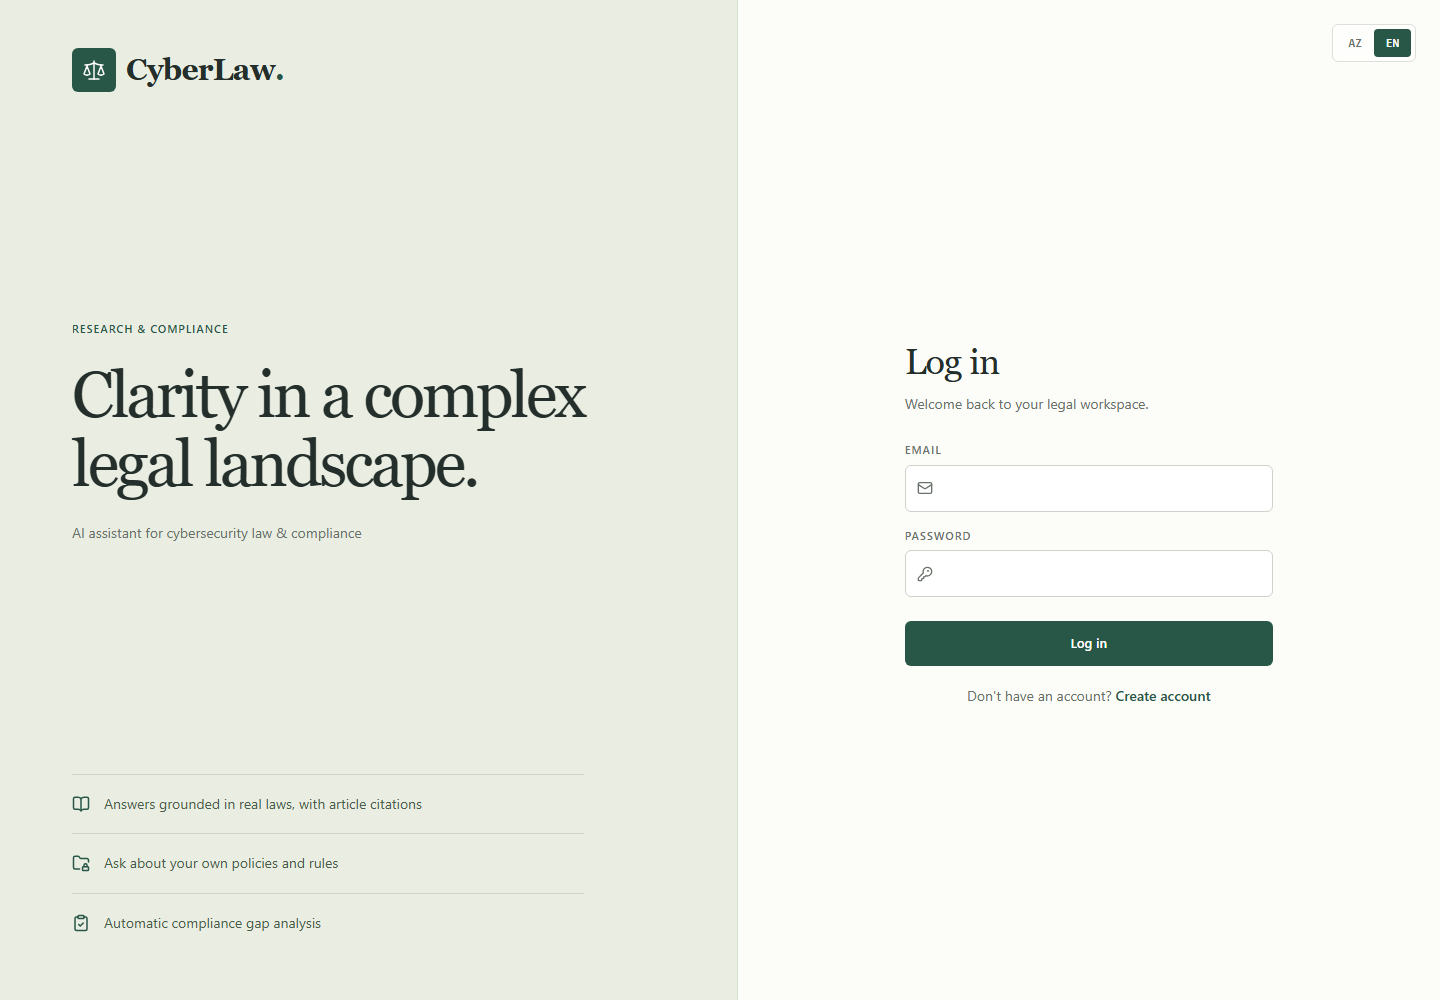 CyberLaw.
RESEARCH & COMPLIANCE
Clarity in a complex
legal landscape.
AI assistant for cybersecurity law & compliance
Answers grounded in real laws, with article citations
Ask about your own policies and rules
Automatic compliance gap analysis
AZ EN
Log in
Welcome back to your legal workspace.
EMAIL
PASSWORD
Log in
Don't have an account? Create account